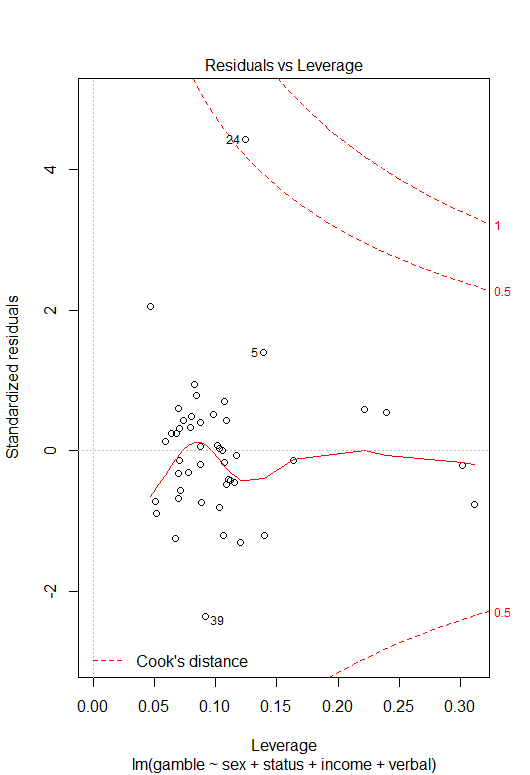 Residuals vs Leverage
Standardized residuals
4
2
0
-2
24
5
39
1
0.5
0.5
Cook's distance
0.00 0.05 0.10 0.15 0.20 0.25 0.30
Leverage
lm(gamble ~ sex + status + income + verbal)